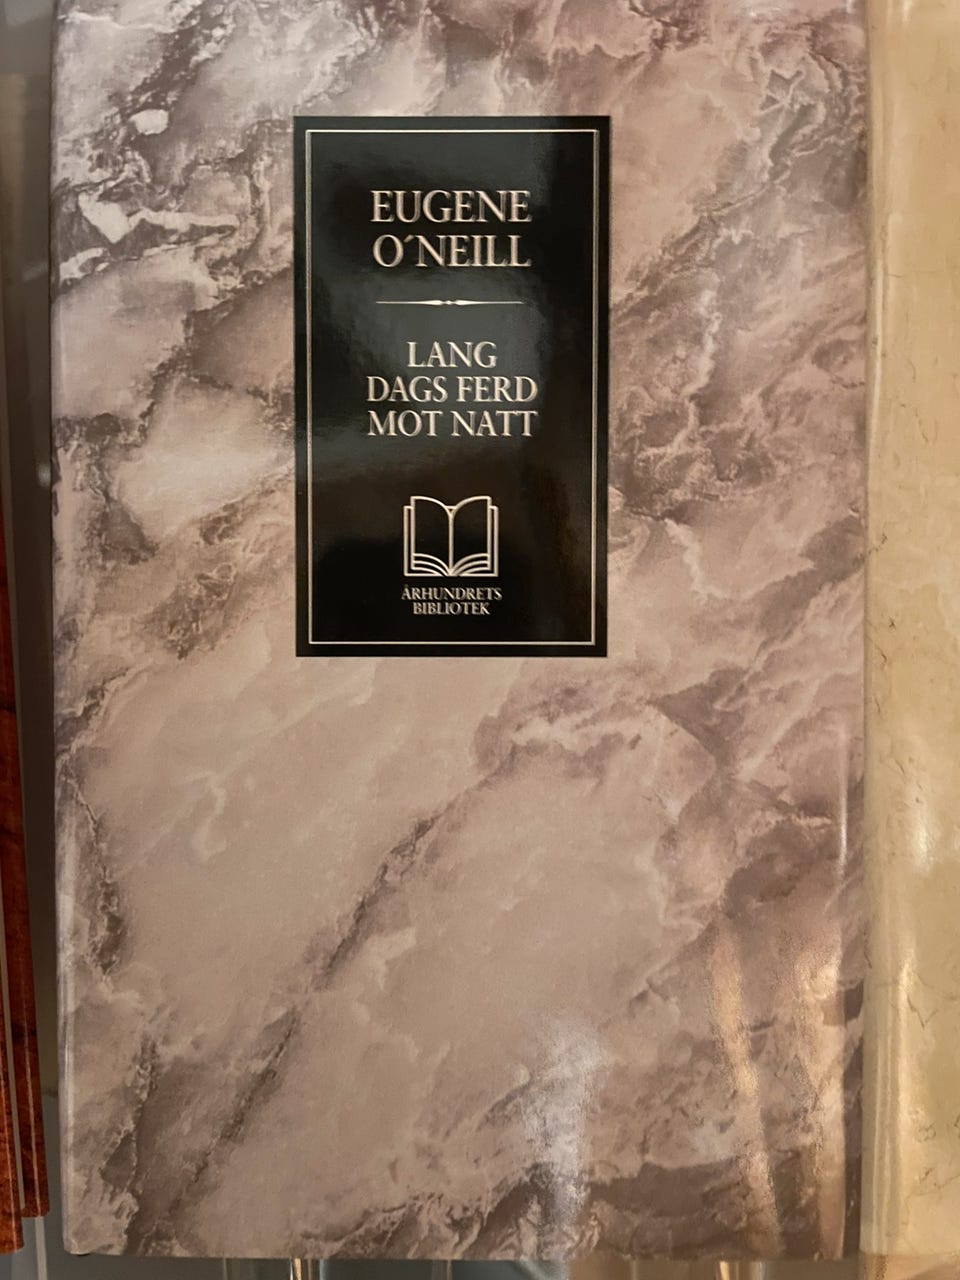 EUGENE
O´NEILL
LANG
DAGS FERD
MOT NATT
ÅRHUNDRETS
BIBLIOTEK